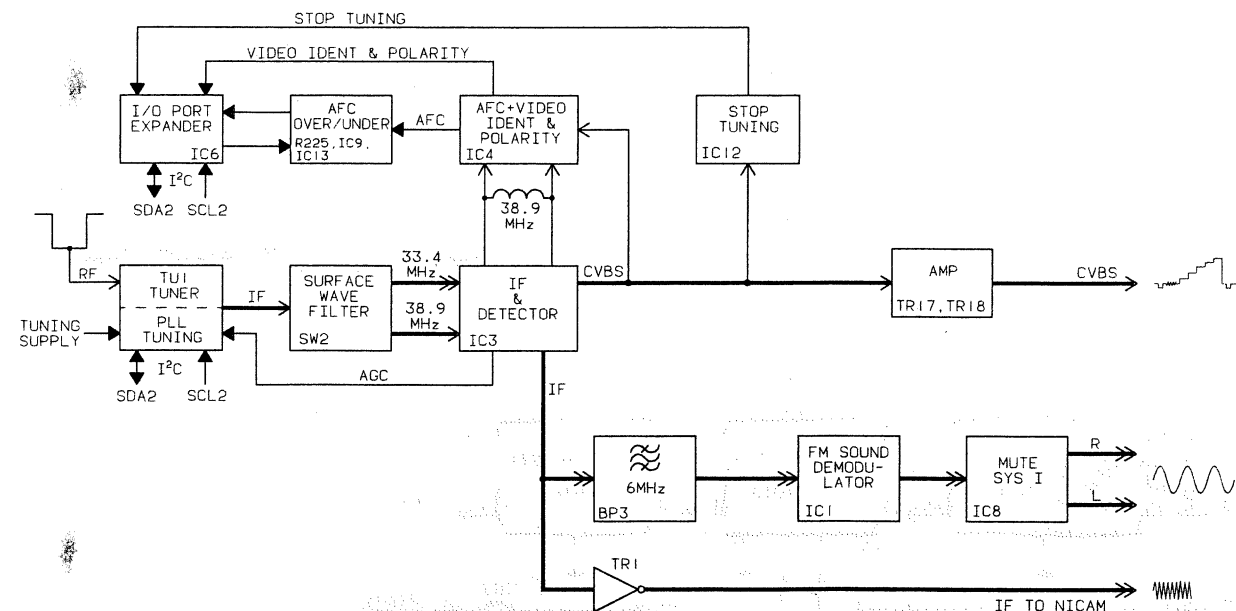 STOP TUNING
VIDEO IDENT & POLARITY
I/O PORT
EXPANDER
IC6
AFC
OVER/UNDER
R225, IC9,
IC13
AFC
AFC+VIDEO
IDENT &
POLARITY
IC4
STOP
TUNING
IC12
I²C
SDA2
SCL2
38.9
MHz
RF
TU1
TUNER
PLL
TUNING
TUNING
SUPPLY
I²C
SDA2
SCL2
IF
SURFACE
WAVE
FILTER
SW2
33.4
MHz
38.9
MHz
IF
&
DETECTOR
IC3
AGC
CVBS
AMP
TR17, TR18
CVBS
IF
6MHz
BP3
FM SOUND
DEMODU-
LATOR
IC1
MUTE
SYS I
IC8
R
L
TR1
IF TO NICAM